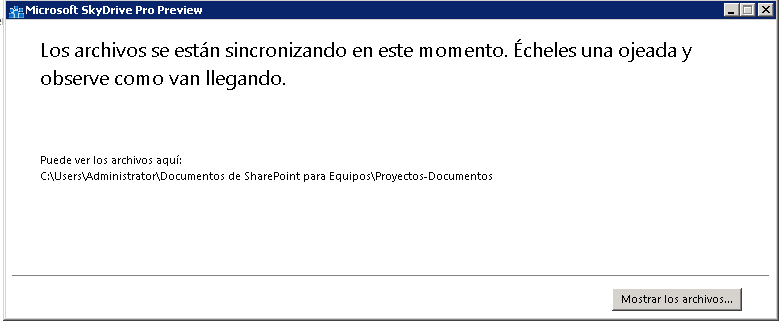 Microsoft SkyDrive Pro Preview
Los archivos se están sincronizando en este momento. Écheles una ojeada y
observe como van llegando.
Puede ver los archivos aquí:
C:\Users\Administrator\Documentos de SharePoint para Equipos\Proyectos-Documentos
Mostrar los archivos...